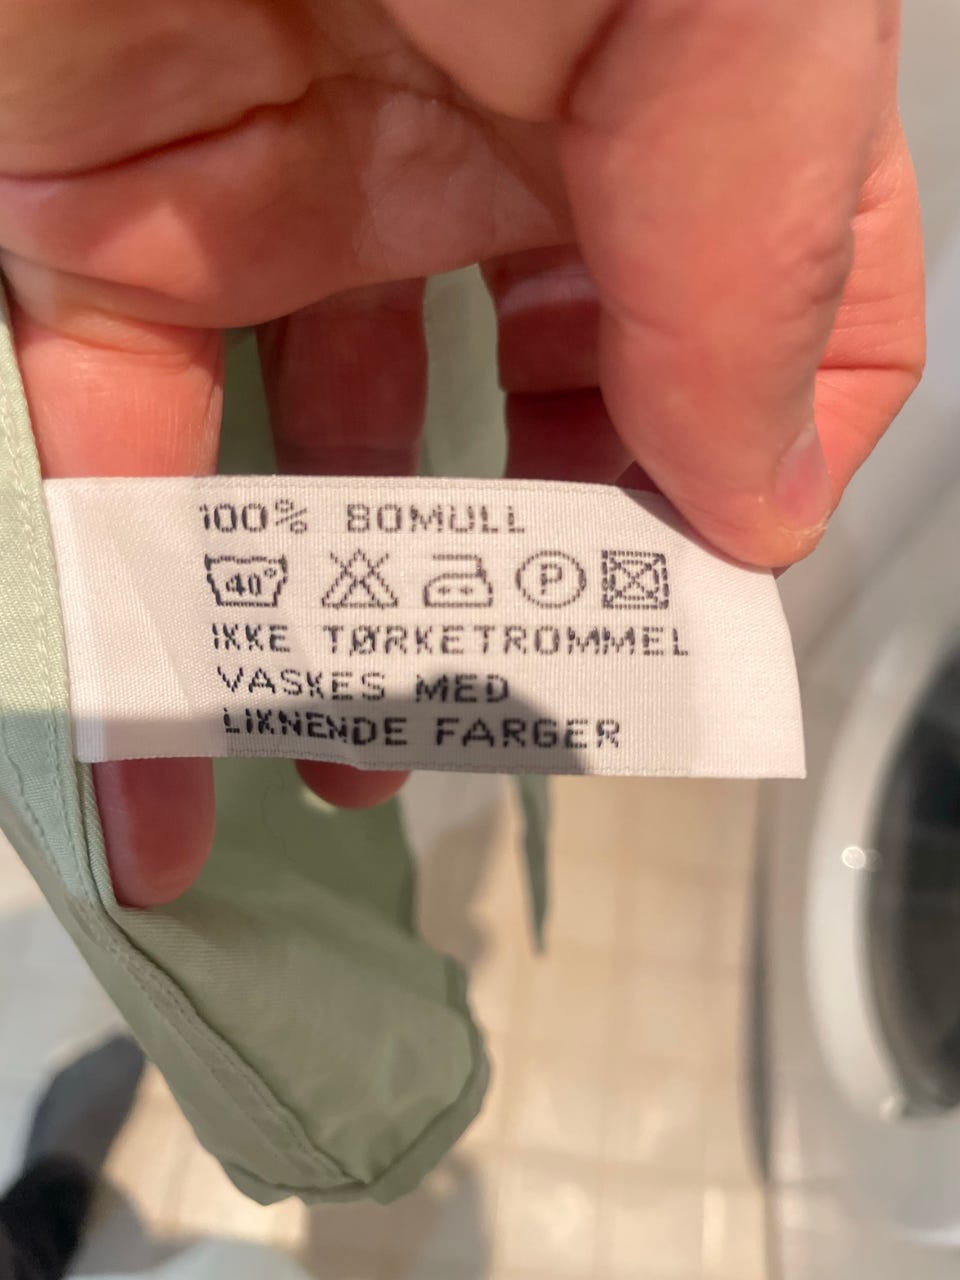 100% BOMULL
40°
P
IKKE TØRKETROMMEL
VASKES MED
LIKNENDE FARGER